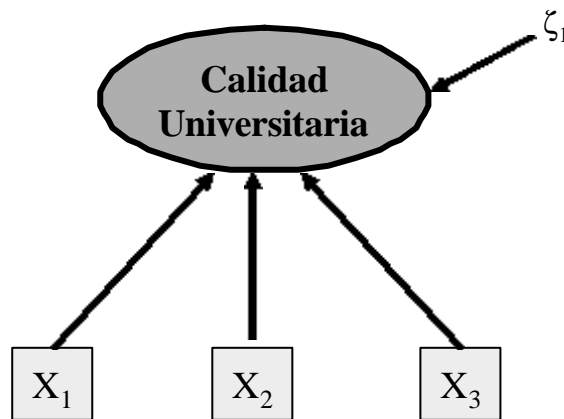 ζ₁
Calidad
Universitaria
X₁ X₂ X₃